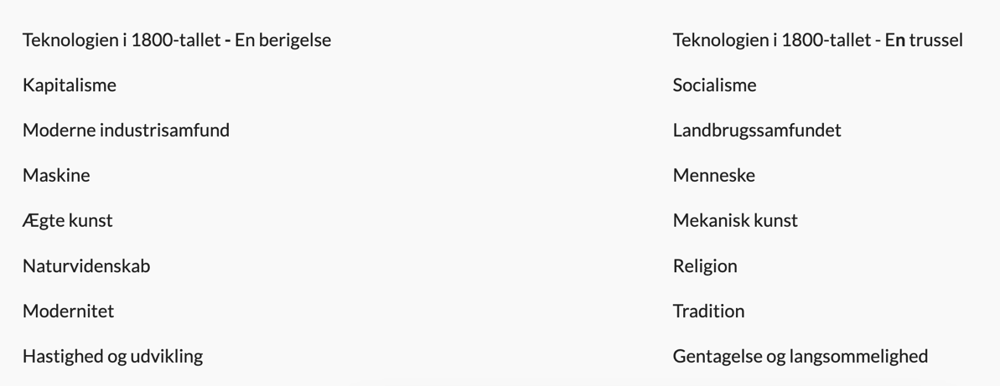 Teknologien i 1800-tallet - En berigelse
Teknologien i 1800-tallet - En trussel
Kapitalisme
Socialisme
Moderne industrisamfund
Landbrugssamfundet
Maskine
Menneske
Ægte kunst
Mekanisk kunst
Naturvidenskab
Religion
Modernitet
Tradition
Hastighed og udvikling
Gentagelse og langsommelighed